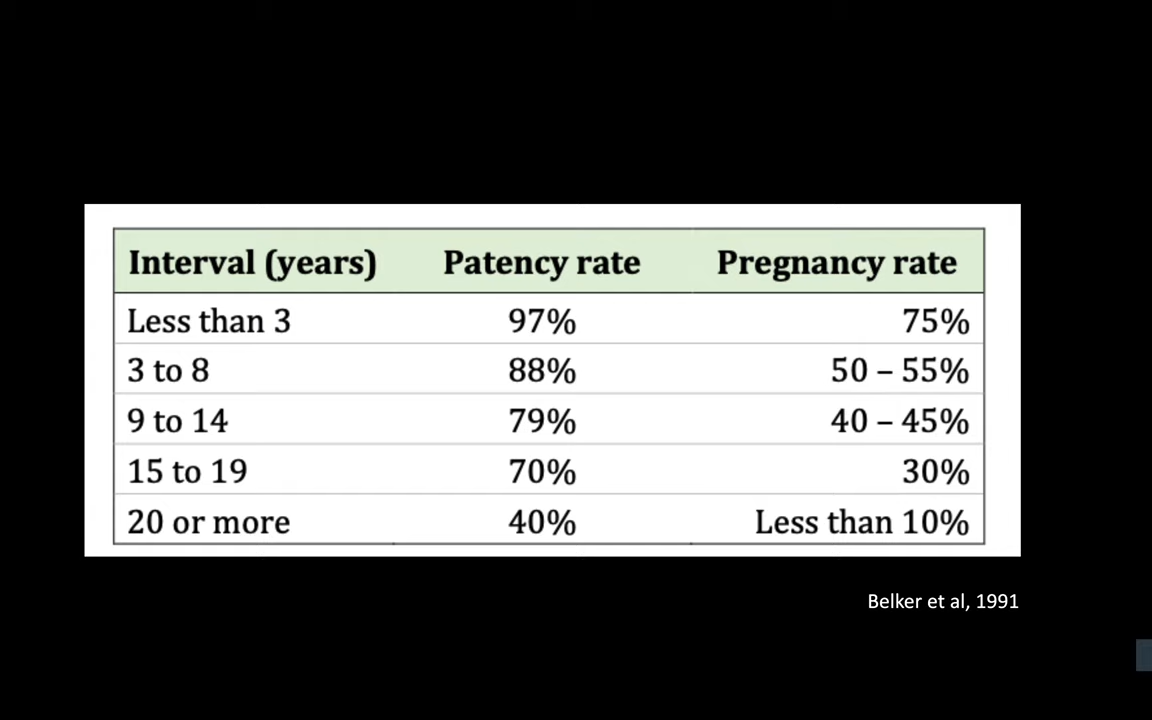 Interval (years) Patency rate Pregnancy rate
Less than 3 97% 75%
3 to 8 88% 50 – 55%
9 to 14 79% 40 – 45%
15 to 19 70% 30%
20 or more 40% Less than 10%
Belker et al, 1991